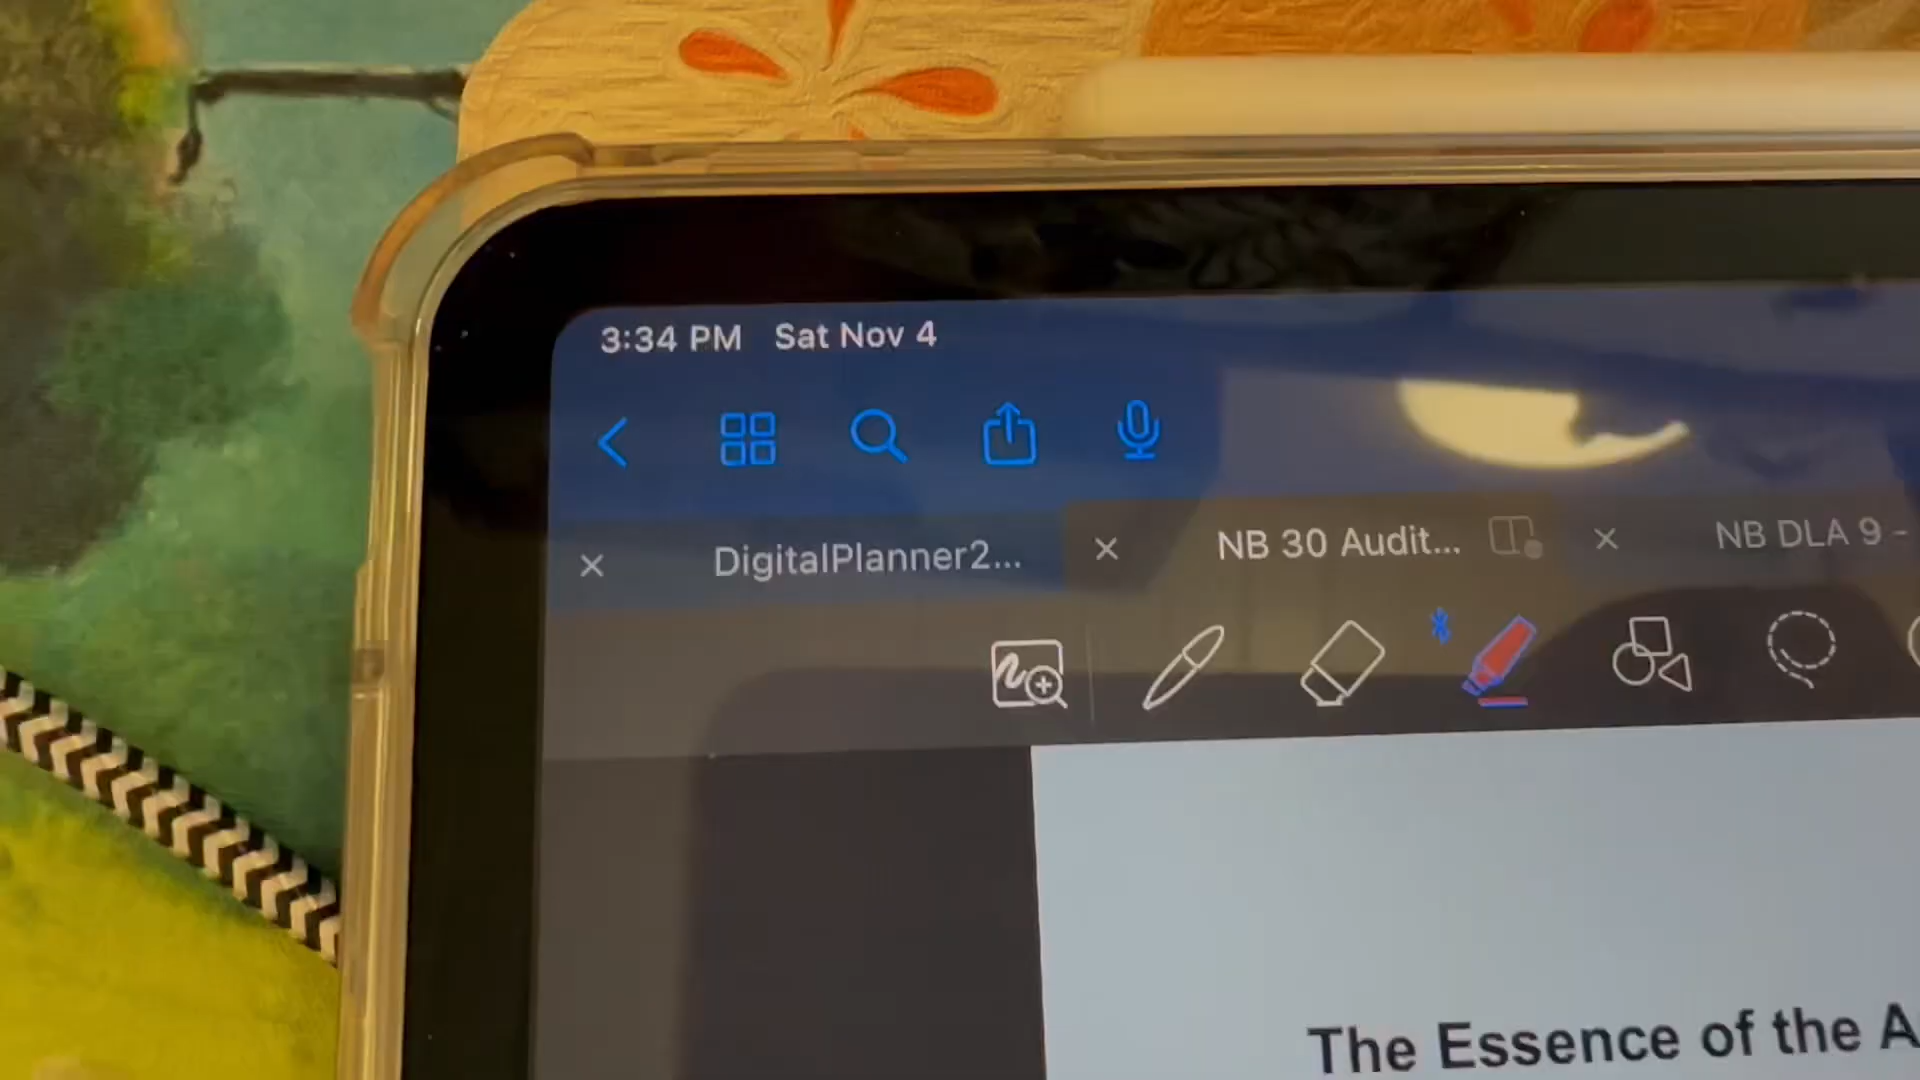 3:34 PM Sat Nov 4
DigitalPlanner2...
NB 30 Audit...
NB DLA 9 -
The Essence of the A